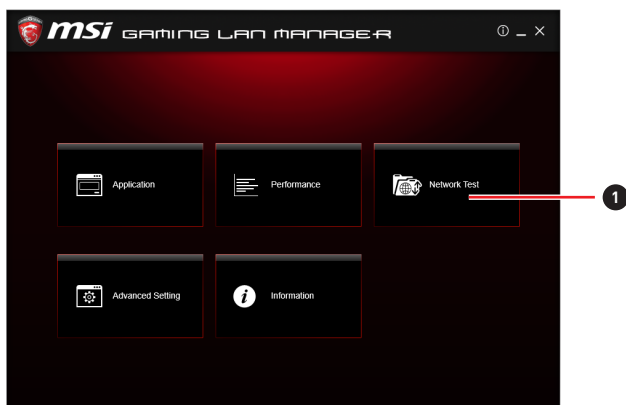 msi GAMING LAN MANAGER
Application
Performance
Network Test
1
Advanced Setting
Information